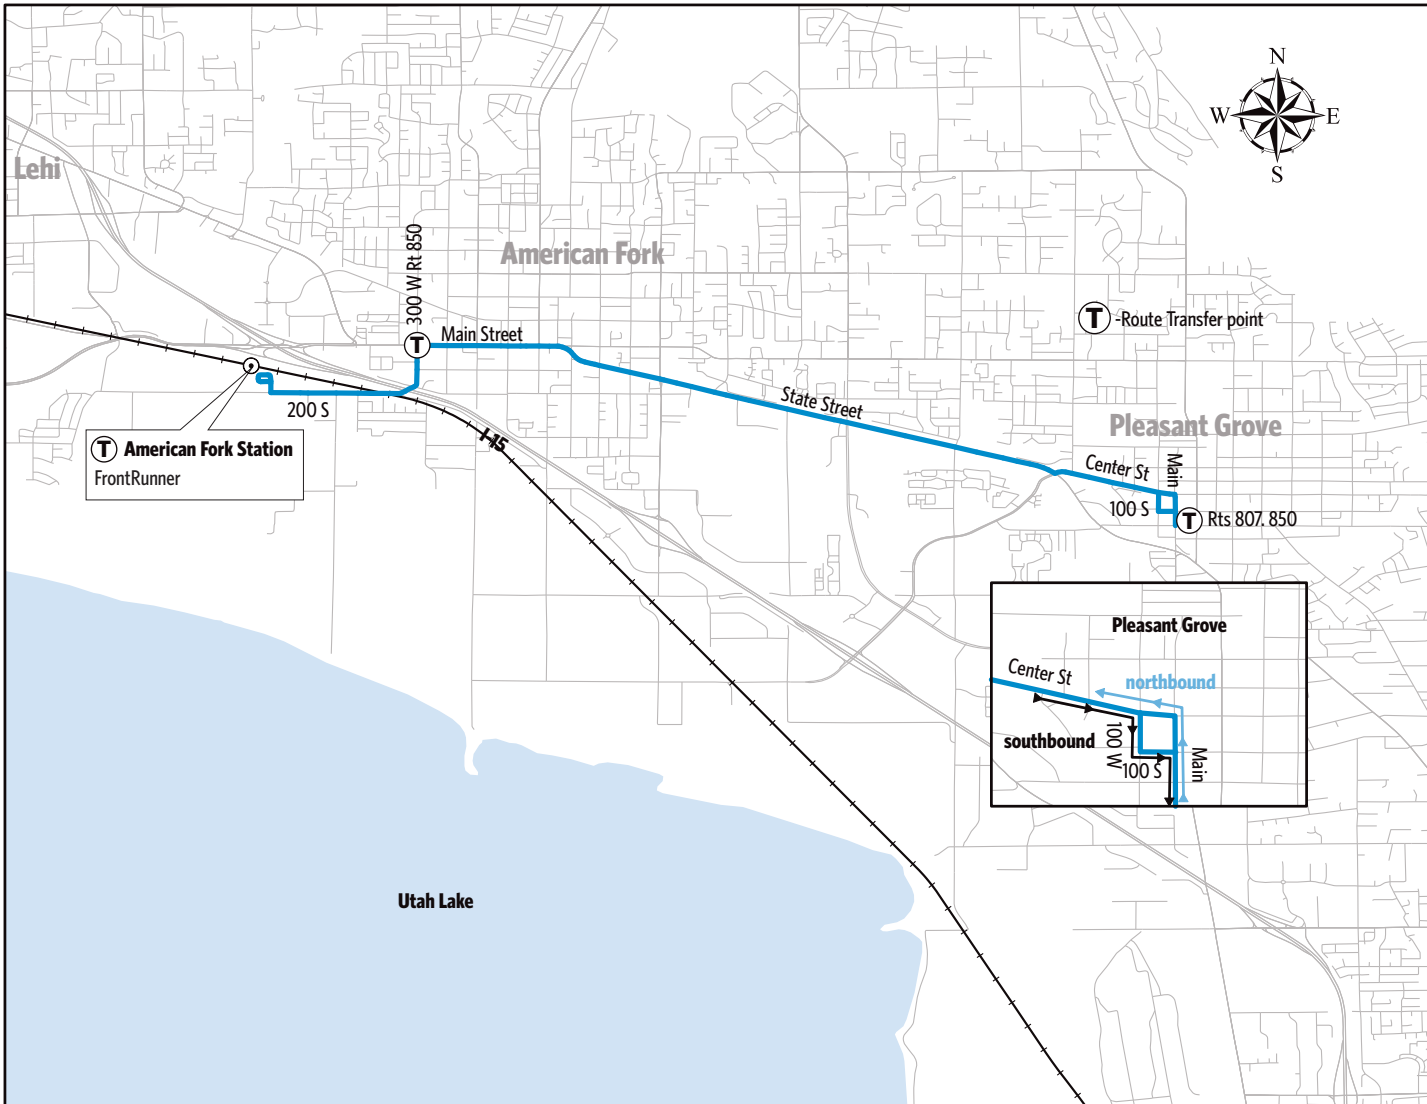 N
W
E
S
Lehi
American Fork
300 W Rt 850
T
-Route Transfer point
T
Main Street
State Street
Pleasant Grove
200 S
T American Fork Station
FrontRunner
I-15
Center St
Main
100 S
T
Rts 807. 850
Pleasant Grove
Center St
northbound
southbound
100 W
100 S
Main
Utah Lake